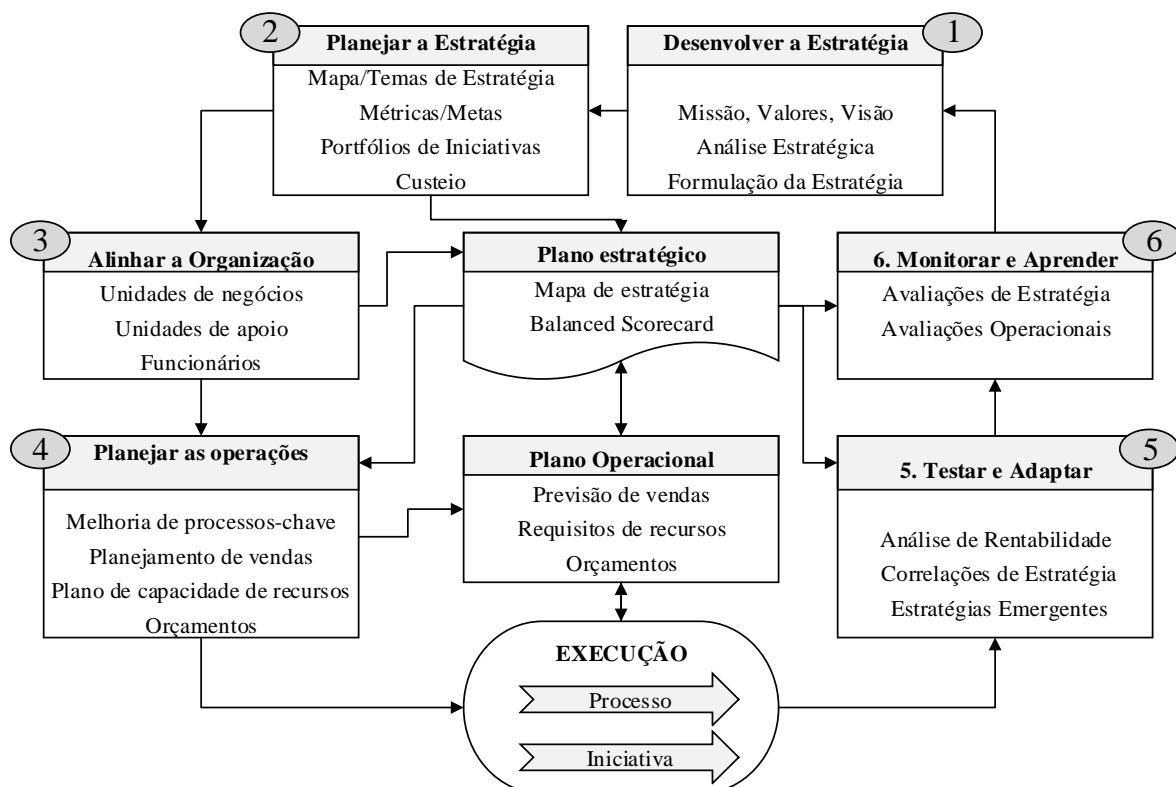 2
Planejar a Estratégia
Mapa/Temas de Estratégia
Métricas/Metas
Portfólios de Iniciativas
Custeio
Desenvolver a Estratégia
1
Missão, Valores, Visão
Análise Estratégica
Formulação da Estratégia
3
Alinhar a Organização
Unidades de negócios
Unidades de apoio
Funcionários
Plano estratégico
Mapa de estratégia
Balanced Scorecard
6
6. Monitorar e Aprender
Avaliações de Estratégia
Avaliações Operacionais
4
Planejar as operações
Melhoria de processos-chave
Planejamento de vendas
Plano de capacidade de recursos
Orçamentos
Plano Operacional
Previsão de vendas
Requisitos de recursos
Orçamentos
5
5. Testar e Adaptar
Análise de Rentabilidade
Correlações de Estratégia
Estratégias Emergentes
EXECUÇÃO
Processo
Iniciativa